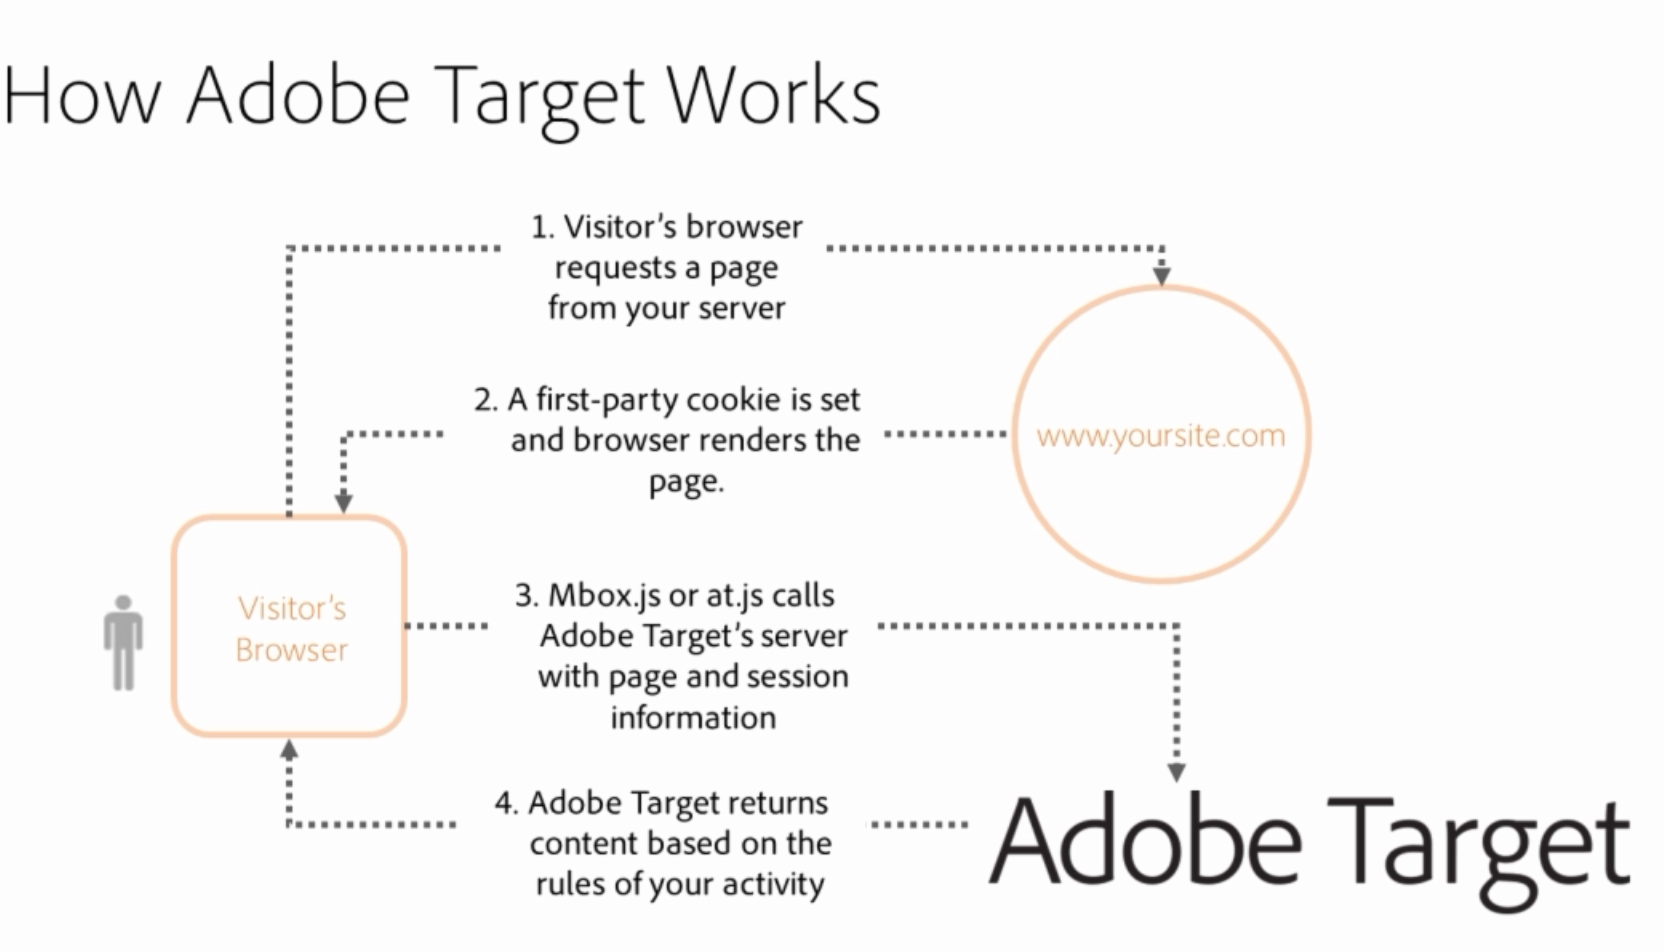 How Adobe Target Works
1. Visitor's browser
requests a page
from your server
2. A first-party cookie is set
and browser renders the
page.
www.yoursite.com
Visitor's
Browser
3. Mbox.js or at.js calls
Adobe Target's server
with page and session
information
4. Adobe Target returns
content based on the
rules of your activity
Adobe Target